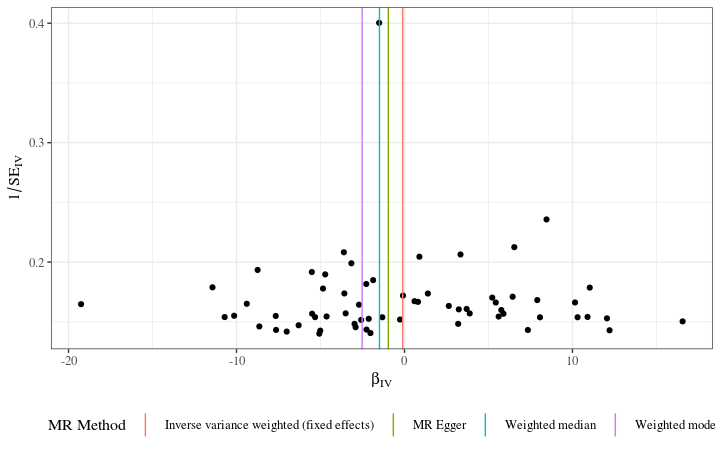 0.4
0.3
0.2
1/SE_IV
-20 -10 0 10
β_IV
MR Method Inverse variance weighted (fixed effects) MR Egger Weighted median Weighted mode